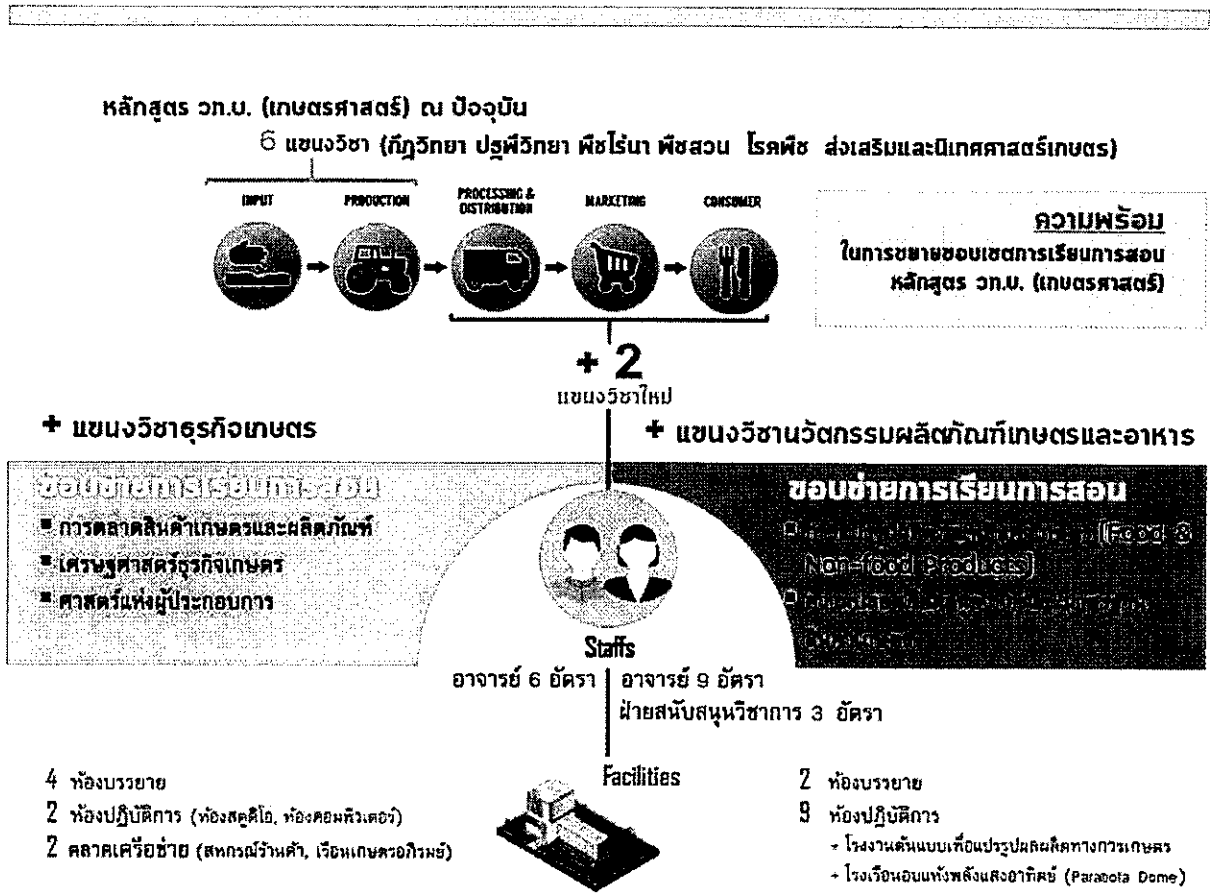 หลักสูตร วท.บ. (เกษตรศาสตร์) ณ ปัจจุบัน
6 แขนงวิชา (กีฏวิทยา ปฐพีวิทยา พืชไร่นา พืชสวน โรคพืช ส่งเสริมและนิเทศศาสตร์เกษตร)
INPUT
PRODUCTION
PROCESSING &
DISTRIBUTION
MARKETING
CONSUMER
ความพร้อม
ในการขยายขอบเขตการเรียนการสอน
หลักสูตร วท.บ. (เกษตรศาสตร์)
+ 2
แขนงวิชาใหม่
+ แขนงวิชาธุรกิจเกษตร
ขอบข่ายการเรียนการสอน
▪ การตลาดสินค้าเกษตรและผลิตภัณฑ์
▪ เศรษฐศาสตร์ธุรกิจเกษตร
▪ ศาสตร์แห่งผู้ประกอบการ
+ แขนงวิชานวัตกรรมผลิตภัณฑ์เกษตรและอาหาร
ขอบข่ายการเรียนการสอน
(Food &
Non-food Products)
Staffs
อาจารย์ 6 อัตรา
อาจารย์ 9 อัตรา
ฝ่ายสนับสนุนวิชาการ 3 อัตรา
Facilities
4 ห้องบรรยาย
2 ห้องปฏิบัติการ (ห้องสตูดิโอ, ห้องคอมพิวเตอร์)
2 ตลาดเครือข่าย (สหกรณ์ร้านค้า, เรือนเกษตรอภิรมย์)
2 ห้องบรรยาย
9 ห้องปฏิบัติการ
+ โรงงานต้นแบบเพื่อแปรรูปผลผลิตทางการเกษตร
+ โรงเรือนอบแห้งพลังแสงอาทิตย์ (Parabola Dome)